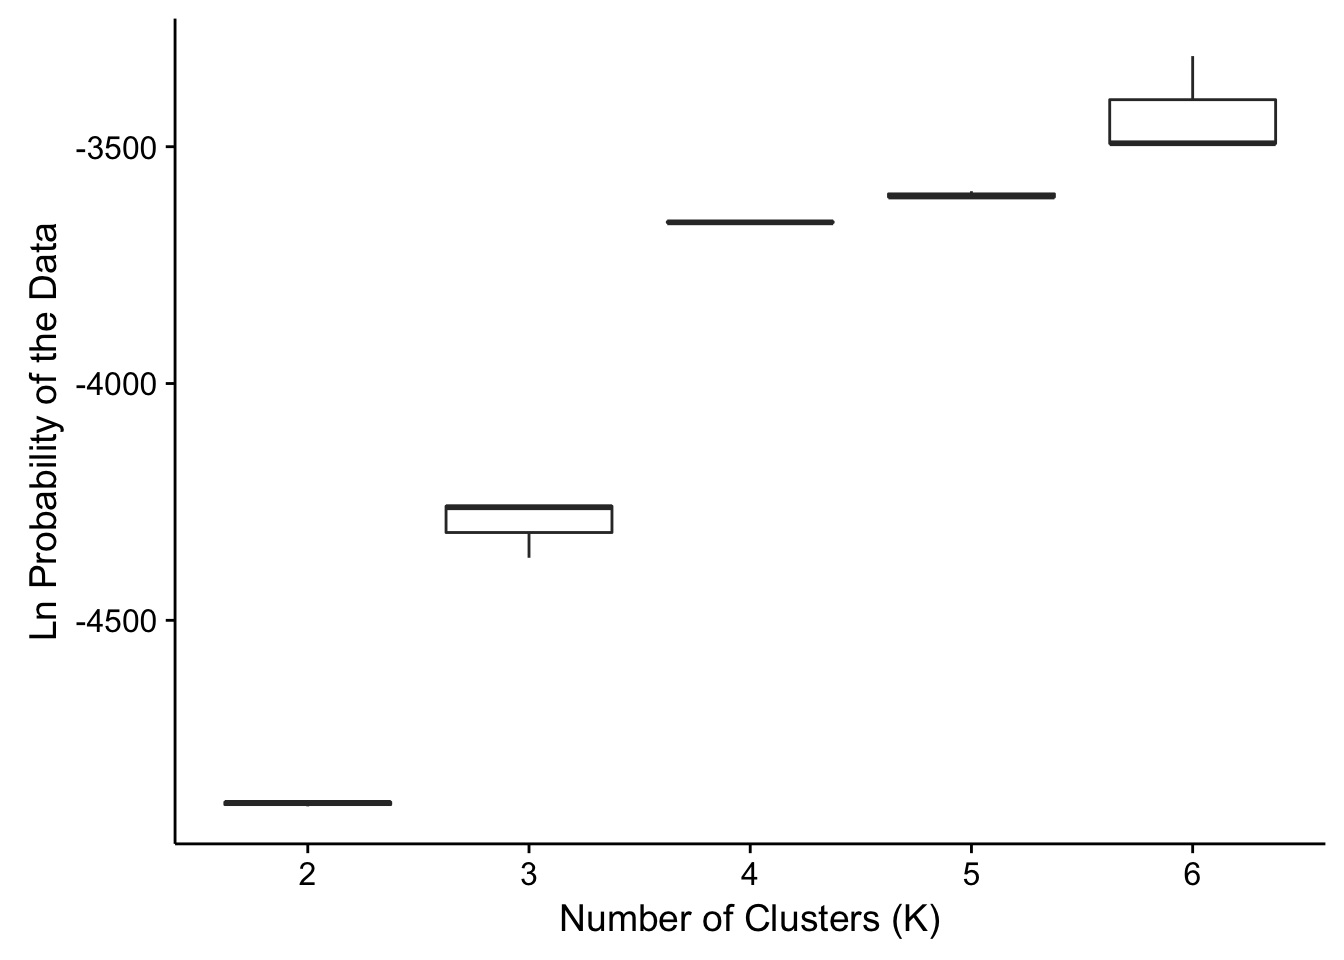 Ln Probability of the Data
-3500
-4000
-4500
2 3 4 5 6
Number of Clusters (K)